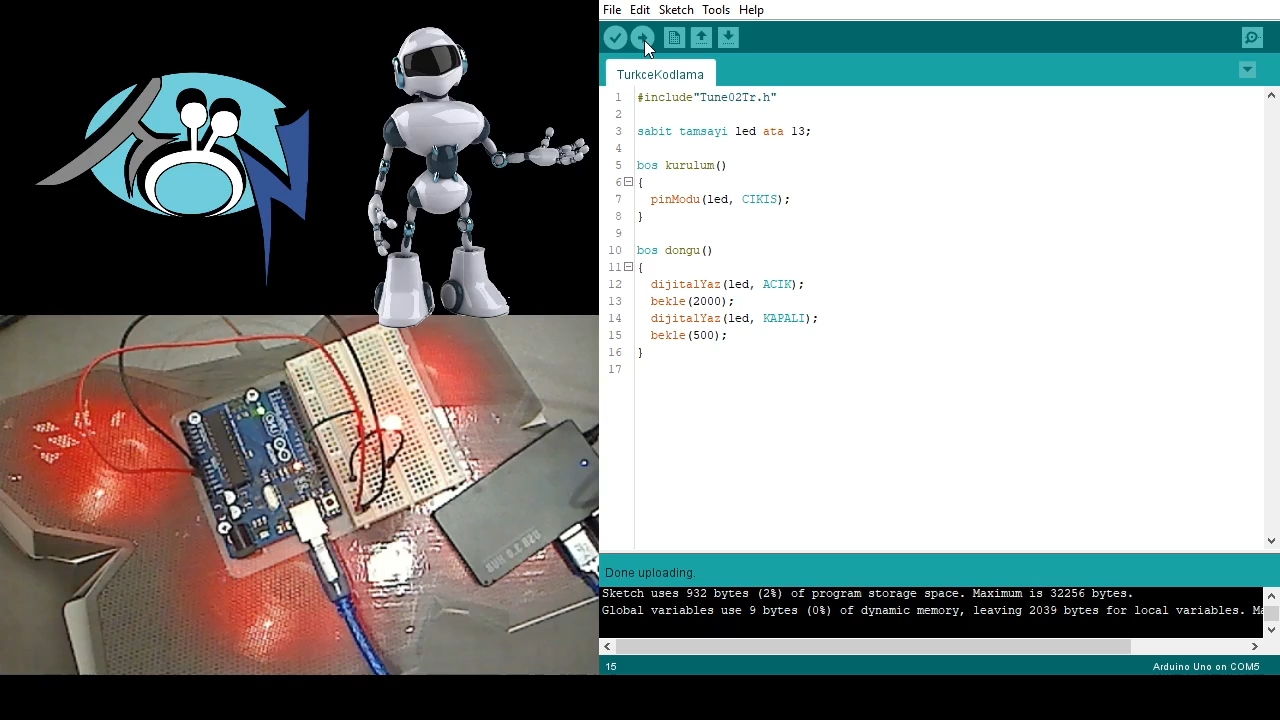 File Edit Sketch Tools Help
TurkceKodlama
1 #include"Tune02Tr.h"
2
3 sabit tamsayi led ata 13;
4
5 bos kurulum()
6 {
7 pinModu(led, CIKIS);
8 }
9
10 bos dongu()
11 {
12 dijitalYaz(led, ACIK);
13 bekle(2000);
14 dijitalYaz(led, KAPALI);
15 bekle(500);
16 }
17
Done uploading.
Sketch uses 932 bytes (2%) of program storage space. Maximum is 32256 bytes.
Global variables use 9 bytes (0%) of dynamic memory, leaving 2039 bytes for local variables.
15
Arduino Uno on COM5
USB 2.0 HUB